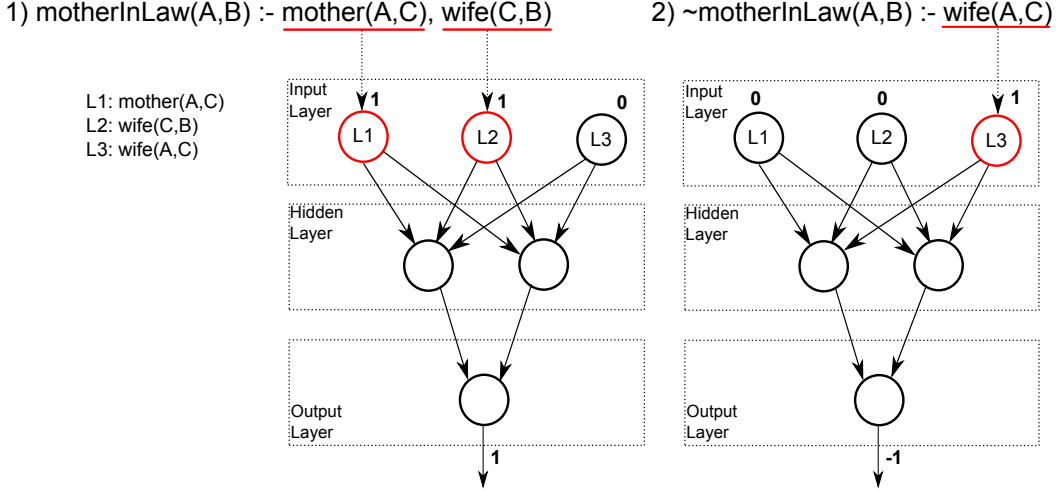 1) motherInLaw(A,B) :- mother(A,C), wife(C,B)
2) ~motherInLaw(A,B) :- wife(A,C)
L1: mother(A,C)
L2: wife(C,B)
L3: wife(A,C)
Input
Layer
1
1
0
L1
L2
L3
Hidden
Layer
Output
Layer
1
Input
Layer
0
0
1
L1
L2
L3
Hidden
Layer
Output
Layer
-1